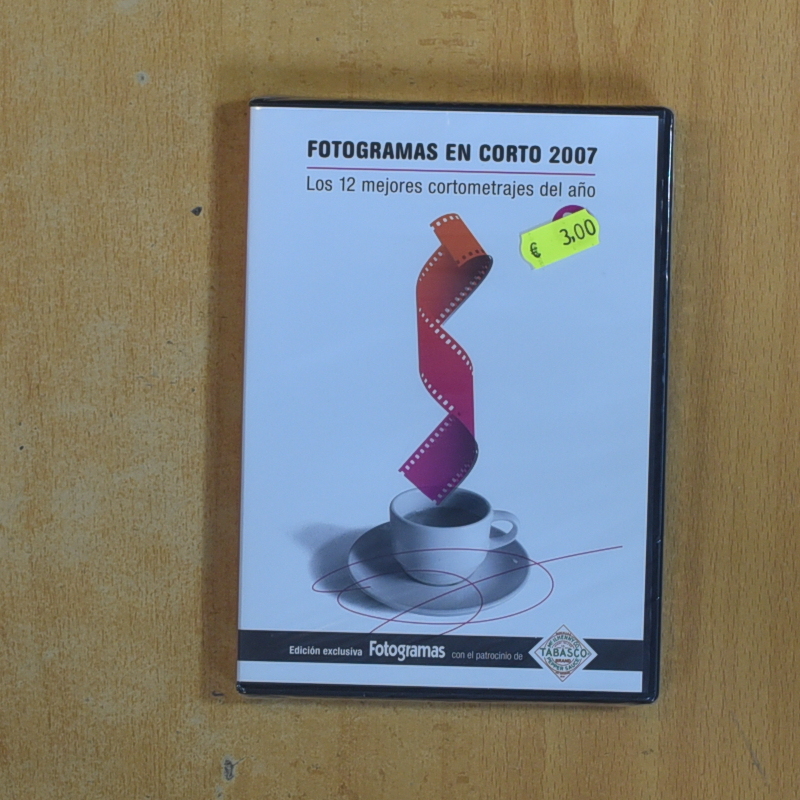 FOTOGRAMAS EN CORTO 2007
Los 12 mejores cortometrajes del año
€ 3,00
Edición exclusiva Fotogramas con el patrocinio de
TABASCO
BRAND